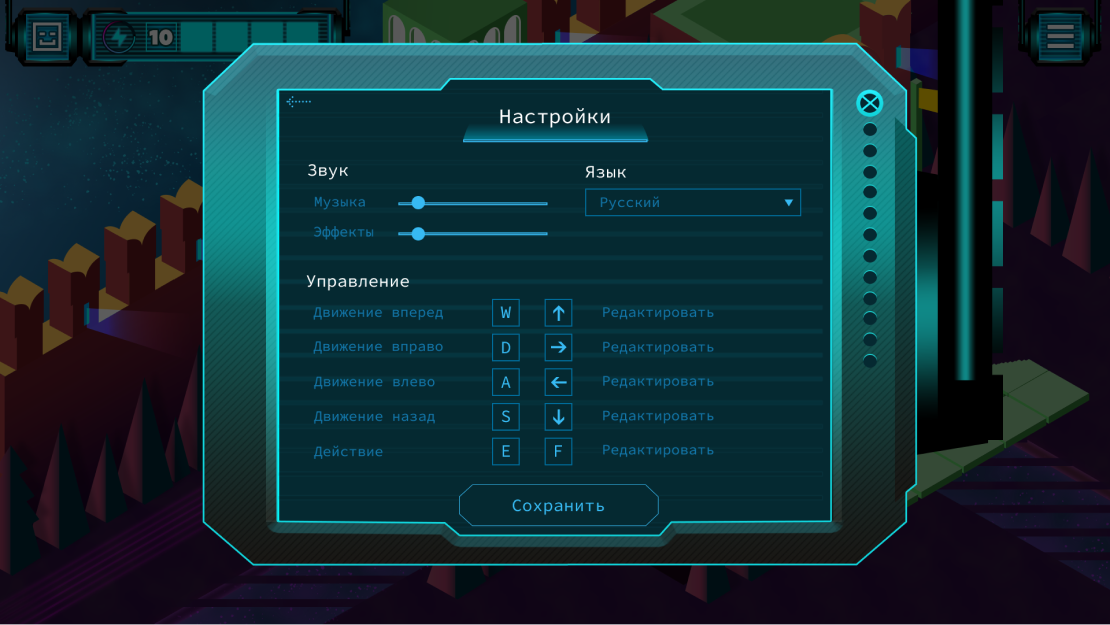 10
Настройки
Звук
Язык
Музыка
Русский
Эффекты
Управление
Движение вперед W ↑ Редактировать
Движение вправо D → Редактировать
Движение влево A ← Редактировать
Движение назад S ↓ Редактировать
Действие E F Редактировать
Сохранить